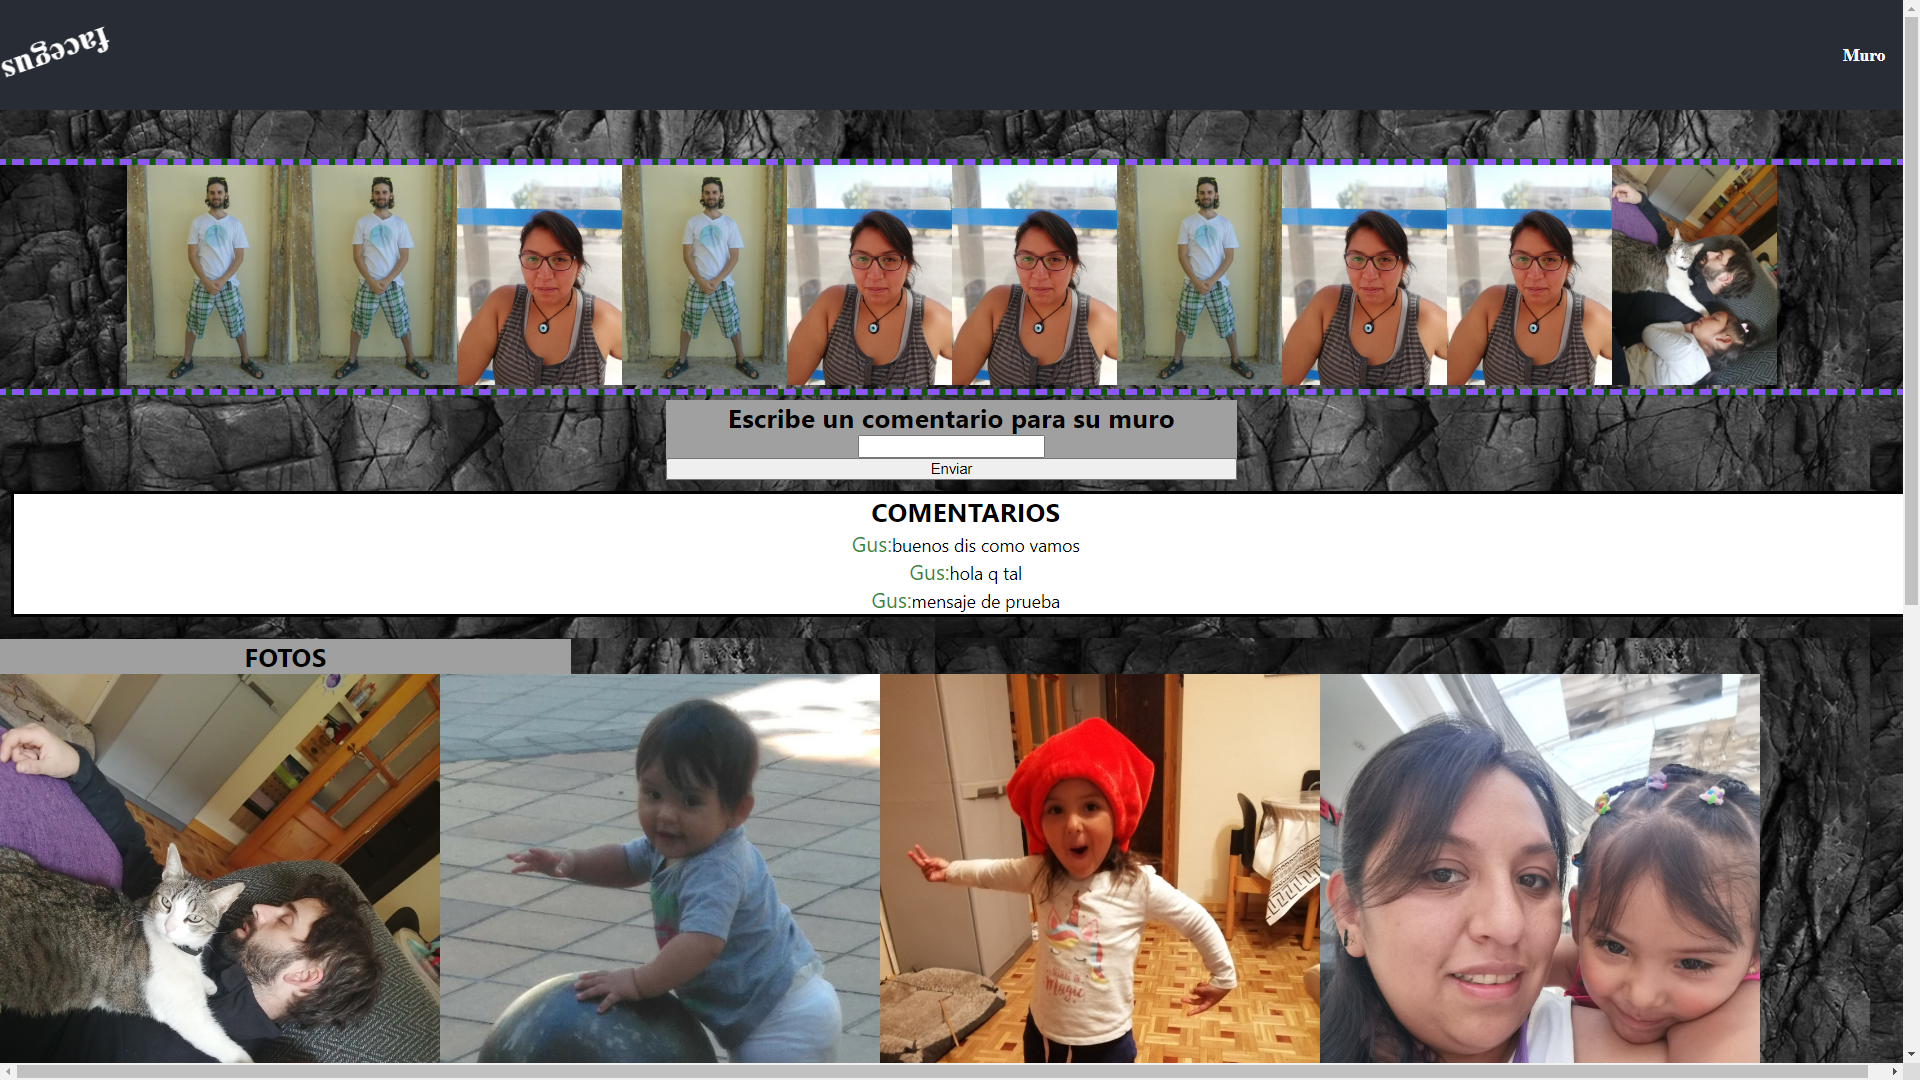 facegus
Muro
Escribe un comentario para su muro
Enviar
COMENTARIOS
Gus:buenos dis como vamos
Gus:hola q tal
Gus:mensaje de prueba
FOTOS
Magic